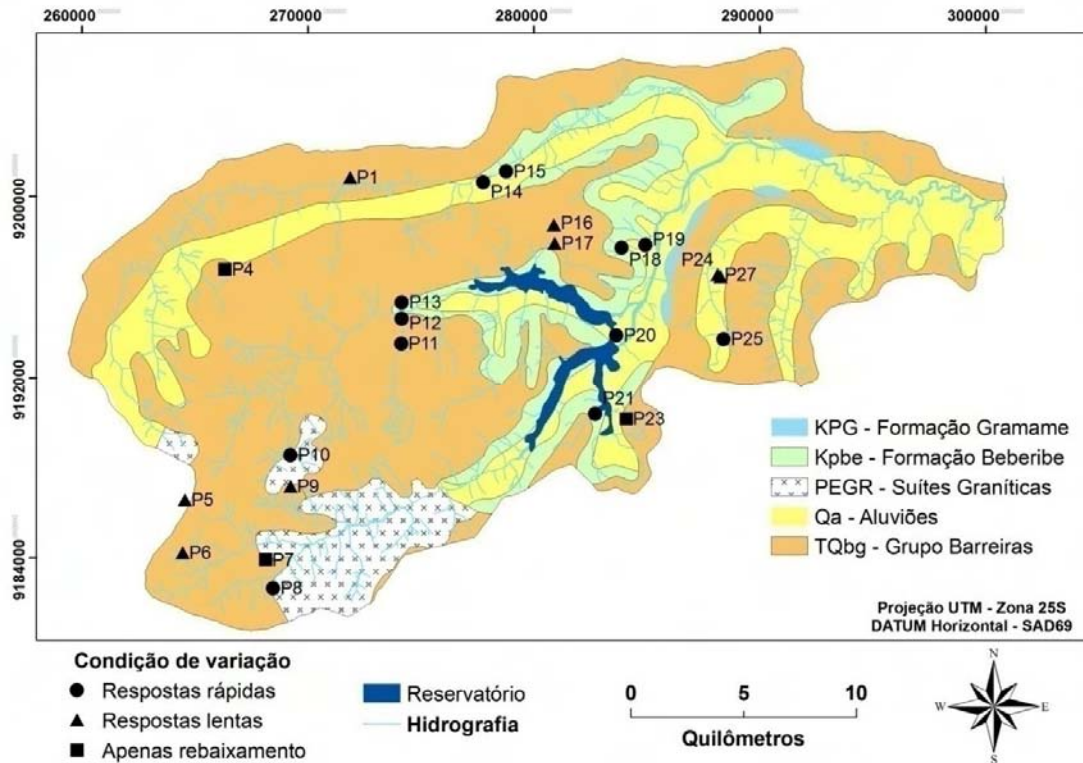 260000 270000 280000 290000 300000
9200000
9192000
9184000
P1
P15
P14
P16
P17
P4
P19
P18
P24
P27
P13
P12
P11
P20
P25
P21
P23
P10
P9
P5
P6
P7
P8
KPG - Formação Gramame
Kpbe - Formação Beberibe
PEGR - Suítes Graníticas
Qa - Aluviões
TQbg - Grupo Barreiras
Projeção UTM - Zona 25S
DATUM Horizontal - SAD69
Condição de variação
Respostas rápidas
Respostas lentas
Apenas rebaixamento
Reservatório
Hidrografia
0 5 10
Quilômetros
N
W E
S